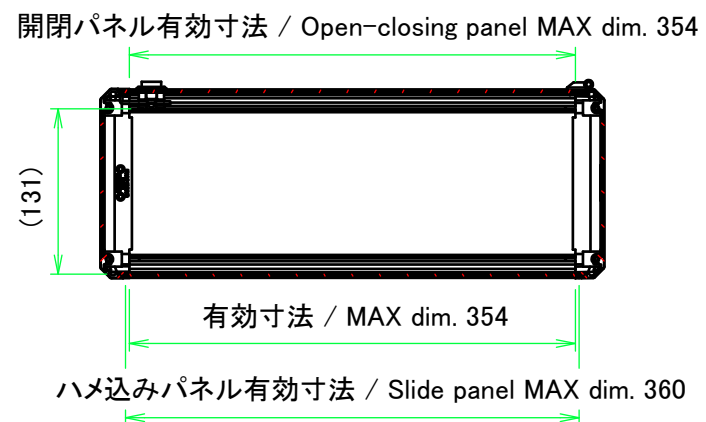 開閉パネル有効寸法 / Open-closing panel MAX dim. 354
(131)
有効寸法 / MAX dim. 354
ハメ込みパネル有効寸法 / Slide panel MAX dim. 360